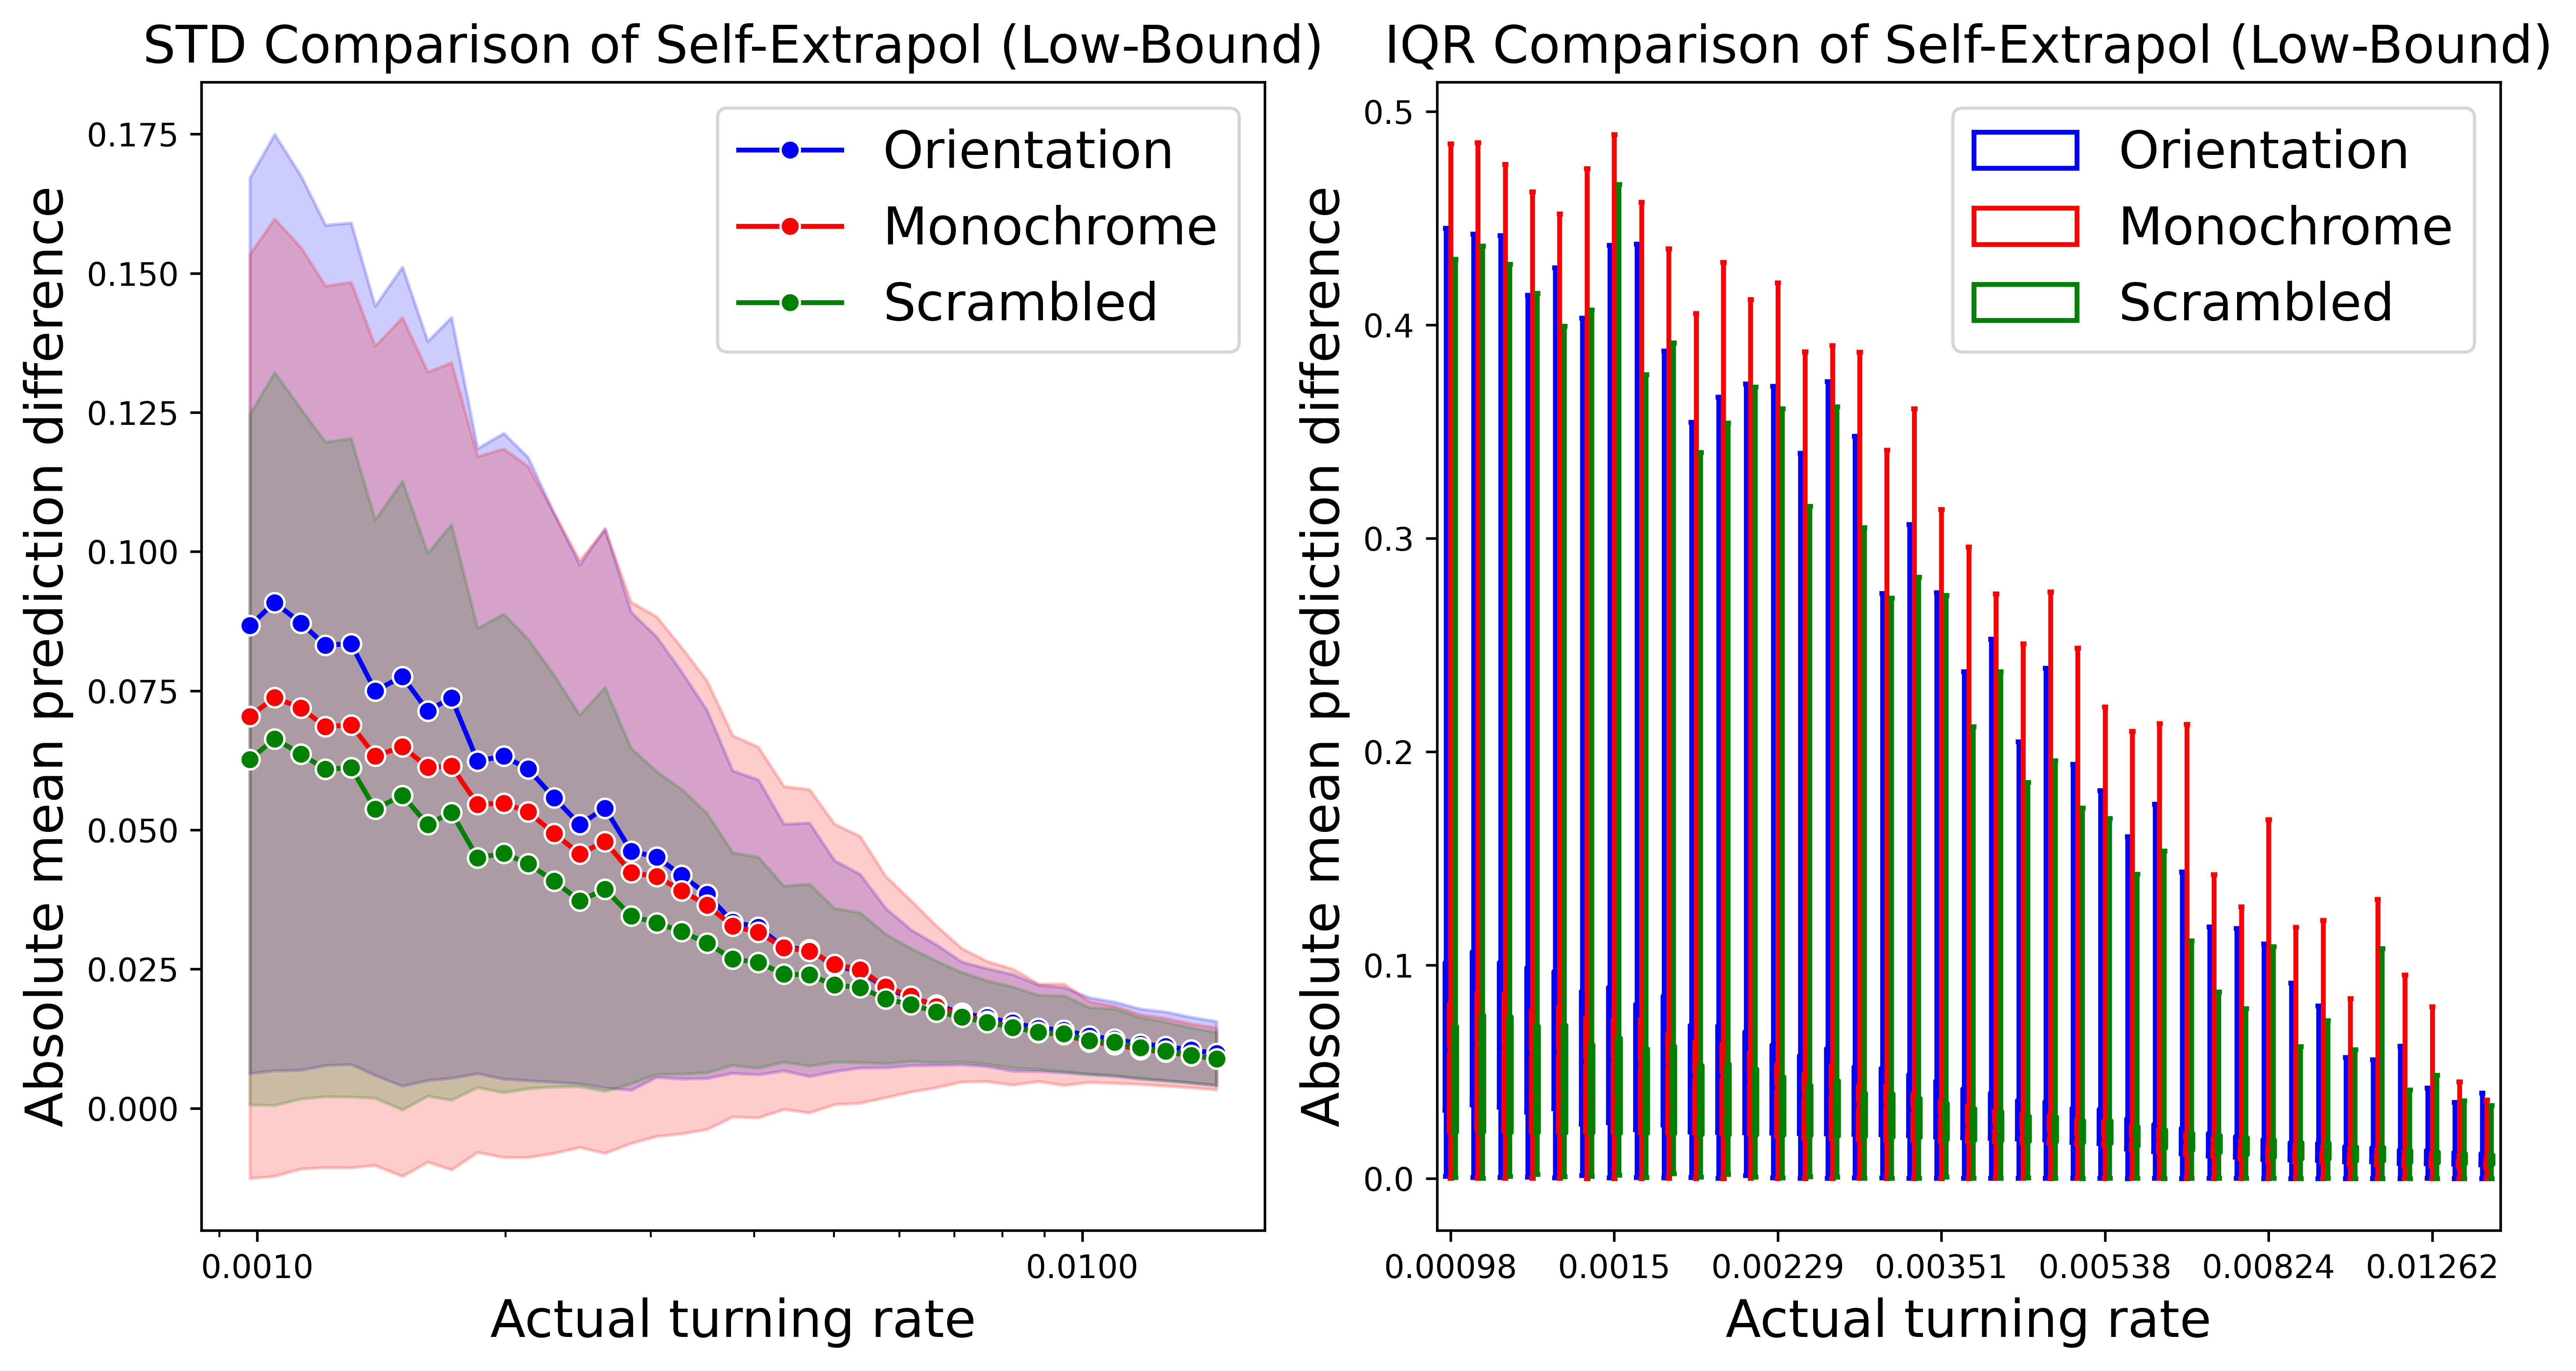 STD Comparison of Self-Extrapol (Low-Bound)
Absolute mean prediction difference
0.175
0.150
0.125
0.100
0.075
0.050
0.025
0.000
Orientation
Monochrome
Scrambled
0.0010
0.0100
Actual turning rate
IQR Comparison of Self-Extrapol (Low-Bound)
Absolute mean prediction difference
0.5
0.4
0.3
0.2
0.1
0.0
Orientation
Monochrome
Scrambled
0.00098
0.0015
0.00229
0.00351
0.00538
0.00824
0.01262
Actual turning rate